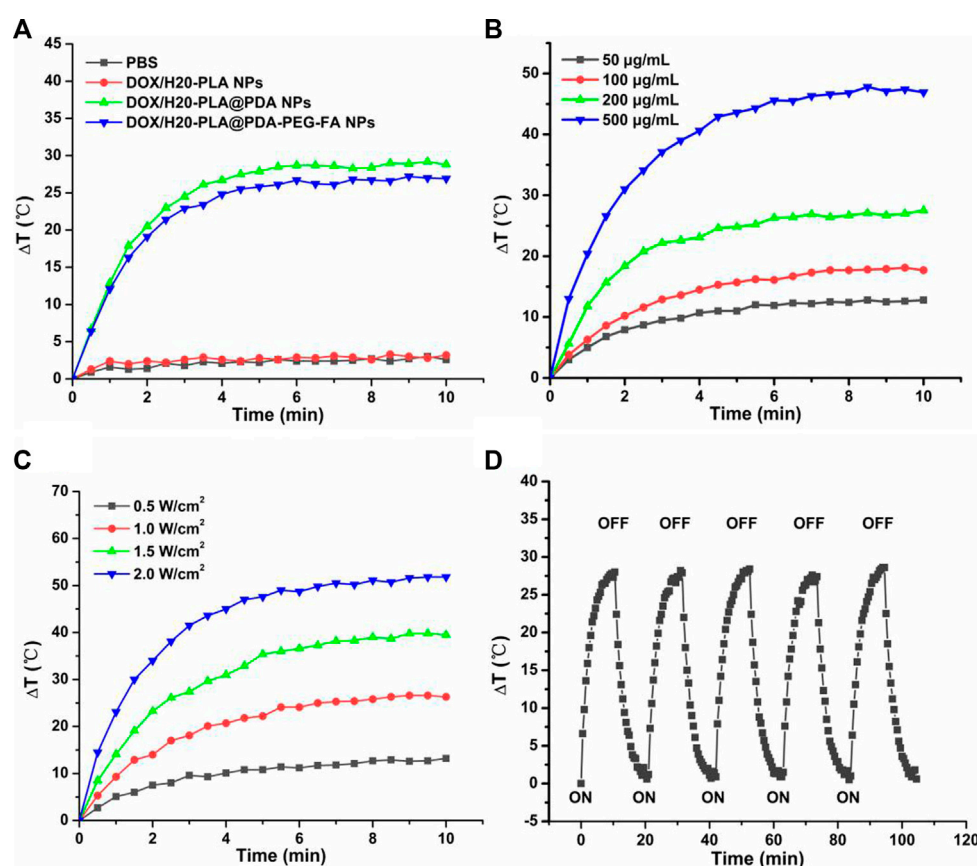 A
45
40
35
30
25
20
15
10
5
0
ΔT (℃)
PBS
DOX/H20-PLA NPs
DOX/H20-PLA@PDA NPs
DOX/H20-PLA@PDA-PEG-FA NPs
0 2 4 6 8 10
Time (min)
B
50
40
30
20
10
0
ΔT (℃)
50 μg/mL
100 μg/mL
200 μg/mL
500 μg/mL
0 2 4 6 8 10
Time (min)
C
70
60
50
40
30
20
10
0
ΔT (℃)
0.5 W/cm²
1.0 W/cm²
1.5 W/cm²
2.0 W/cm²
0 2 4 6 8 10
Time (min)
D
40
35
30
25
20
15
10
5
0
-5
ΔT (℃)
OFF OFF OFF OFF OFF
ON ON ON ON ON
0 20 40 60 80 100 120
Time (min)